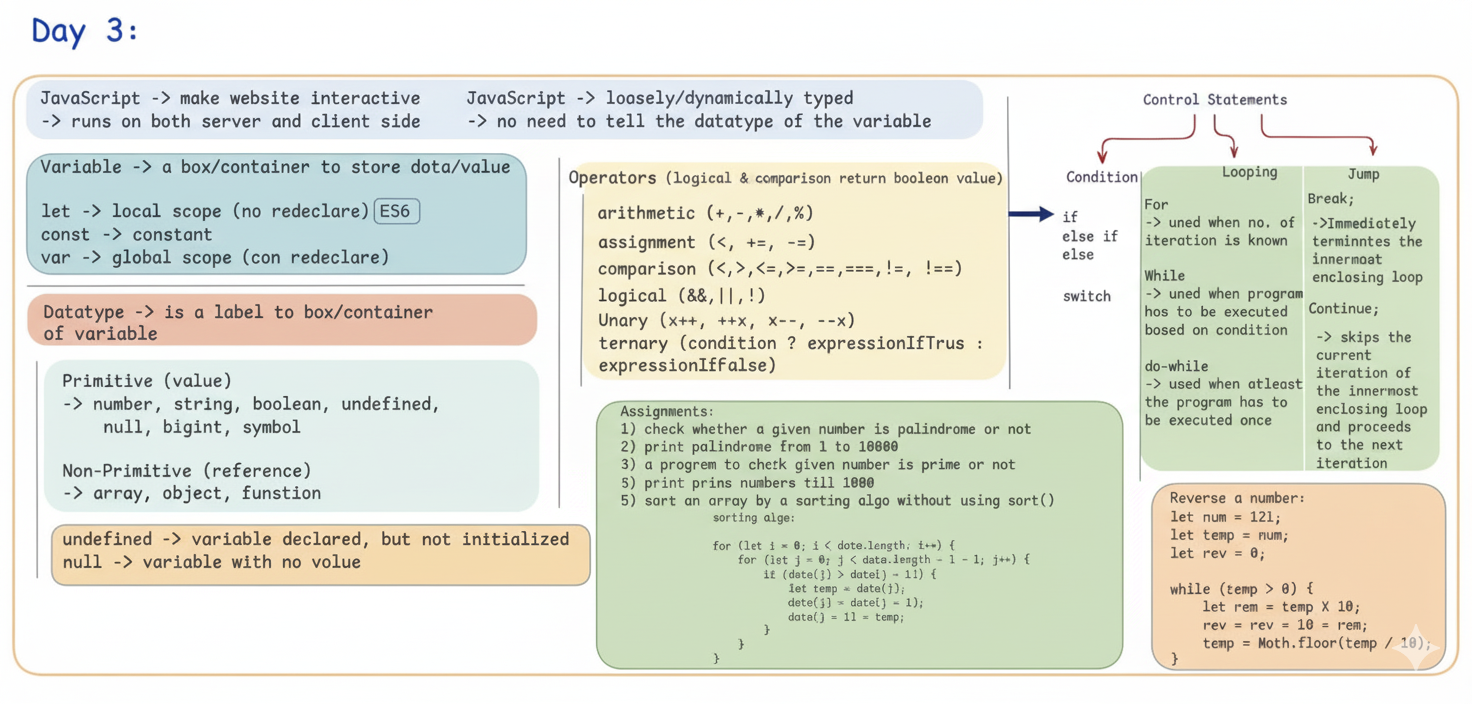 Day 3:
JavaScript -> make website interactive
-> runs on both server and client side
JavaScript -> loasely/dynamically typed
-> no need to tell the datatype of the variable
Variable -> a box/container to store dota/value
let -> local scope (no redeclare) ES6
const -> constant
var -> global scope (con redeclare)
Datatype -> is a label to box/container
of variable
Primitive (value)
-> number, string, boolean, undefined,
null, bigint, symbol
Non-Primitive (reference)
-> array, object, funstion
undefined -> variable declared, but not initialized
null -> variable with no volue
Operators (logical & comparison return boolean value)
arithmetic (+,-,*,/,%)
assignment (<, +=, -=)
comparison (<,>,<=,>=,==,===,!=, !==)
logical (&&,||,!)
Unary (x++, ++x, x--, --x)
ternary (condition ? expressionIfTrus :
expressionIffalse)
Control Statements
Condition
if
else if
else
switch
Looping
For
-> uned when no. of
iteration is known
While
-> uned when program
has to be executed
bosed on condition
do-while
-> used when atleast
the program has to
be executed once
Jump
Break;
->Immediotely
terminntes the
innermoat
enclosing loop
Continue;
-> skips the
current
iteration of
the innermost
enclosing loop
and proceeds
to the next
iteration
Assignments:
1) check whether a given number is palindrome or not
2) print palindrome from 1 to 10000
3) a progrem to check given number is prime or not
5) print prins numbers till 1000
5) sort an array by a sarting algo without using sort()
sorting alge:
for (let i = 0; i < dote.length; i++) {
for (let j = 0; j < data.length - 1 - 1; j++) {
if (date(j) > date(j - 11) {
let temp = date(j);
dete(j) = date(j - 1);
data(j = 11 = temp;
}
}
}
Reverse a number:
let num = 121;
let temp = num;
let rev = 0;
while (temp > 0) {
let rem = temp X 10;
rev = rev = 10 = rem;
temp = Moth.floor(temp / 10);
}